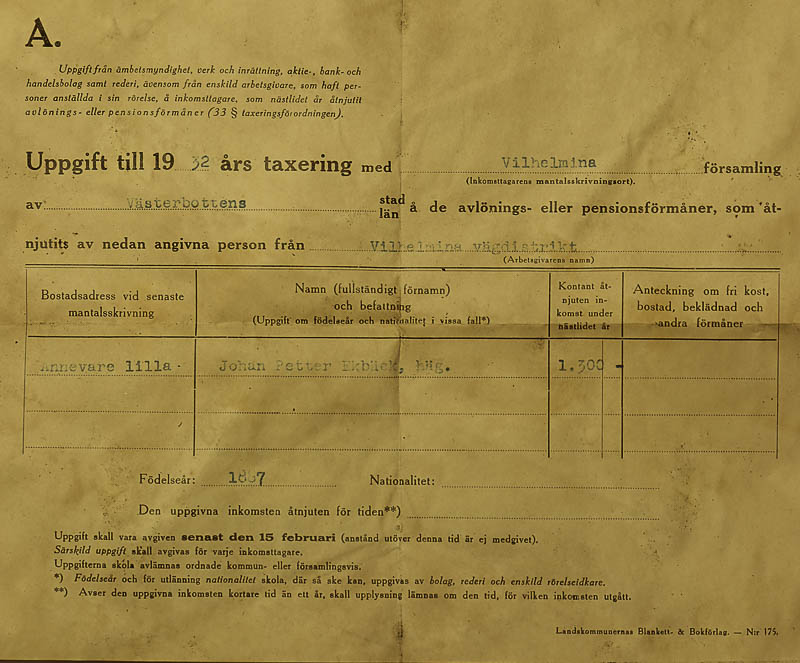 A.
Uppgift från ämbetsmyndighet, verk och inrättning, aktie-, bank- och
handelsbolag samt rederi, ävensom från enskild arbetsgivare, som haft per-
soner anställda i sin rörelse, å inkomsttagare, som nästlidet år åtnjutit
avlönings- eller pensionsförmåner (33 § taxeringsförordningen).
Uppgift till 19 32 års taxering med Vilhelmina församling
(Inkomsttagarens mantalsskrivningsort).
av Västerbottens stad län å de avlönings- eller pensionsförmåner, som åt-
njutits av nedan angivna person från Vilhelmina vägdistrikt
(Arbetsgivarens namn)
Bostadsadress vid senaste
mantalsskrivning
Namn (fullständigt förnamn)
och befattning
(Uppgift om födelseår och nationalitet i vissa fall*)
Kontant åt-
njuten in-
komst under
nästlidet år
Anteckning om fri kost,
bostad, beklädnad och
andra förmåner
lilla Johan Petter 1.300 -
Födelseår: Nationalitet:
Den uppgivna inkomsten åtnjuten för tiden**)
Uppgift skall vara avgiven senast den 15 februari (anstånd utöver denna tid är ej medgivet).
Särskild uppgift skall avgivas för varje inkomsttagare.
Uppgifterna skola avlämnas ordnade kommun- eller församlingsvis.
*) Födelseår och för utlänning nationalitet skola, där så ske kan, uppgivas av bolag, rederi och enskild rörelseidkare.
**) Avser den uppgivna inkomsten kortare tid än ett år, skall upplysning lämnas om den tid, för vilken inkomsten utgått.
Landskommunernas Blankett- & Bokförlag. — N:r 175.